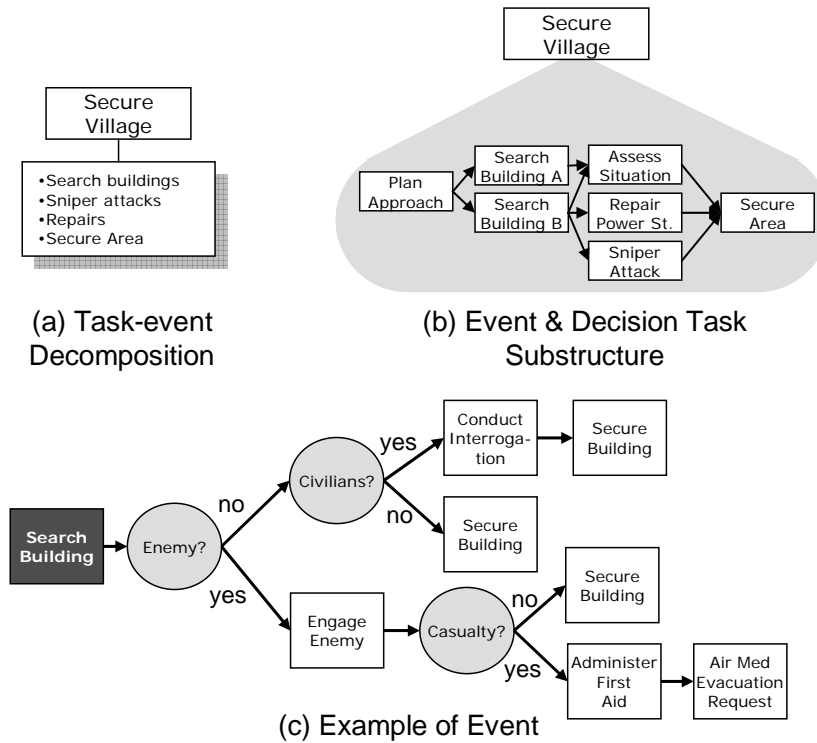 Secure
Village
•Search buildings
•Sniper attacks
•Repairs
•Secure Area
(a) Task-event
Decomposition
Secure
Village
Plan
Approach
Search
Building A
Search
Building B
Assess
Situation
Repair
Power St.
Sniper
Attack
Secure
Area
(b) Event & Decision Task
Substructure
Search
Building
Enemy?
no
yes
Civilians?
yes
no
Conduct
Interroga-
tion
Secure
Building
Secure
Building
Engage
Enemy
Casualty?
no
yes
Secure
Building
Administer
First
Aid
Air Med
Evacuation
Request
(c) Example of Event